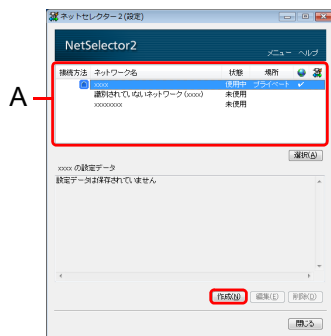 ネットセレクター2(設定)
NetSelector2
メニュー ヘルプ
接続方法 ネットワーク名 状態 場所
xxxx 使用中 プライベート
A
識別されていないネットワーク(xxxx) 未使用
xxxxxxxx 未使用
選択(A)
xxxx の設定データ
設定データは保存されていません
作成(N) 編集(E) 削除(D)
閉じる